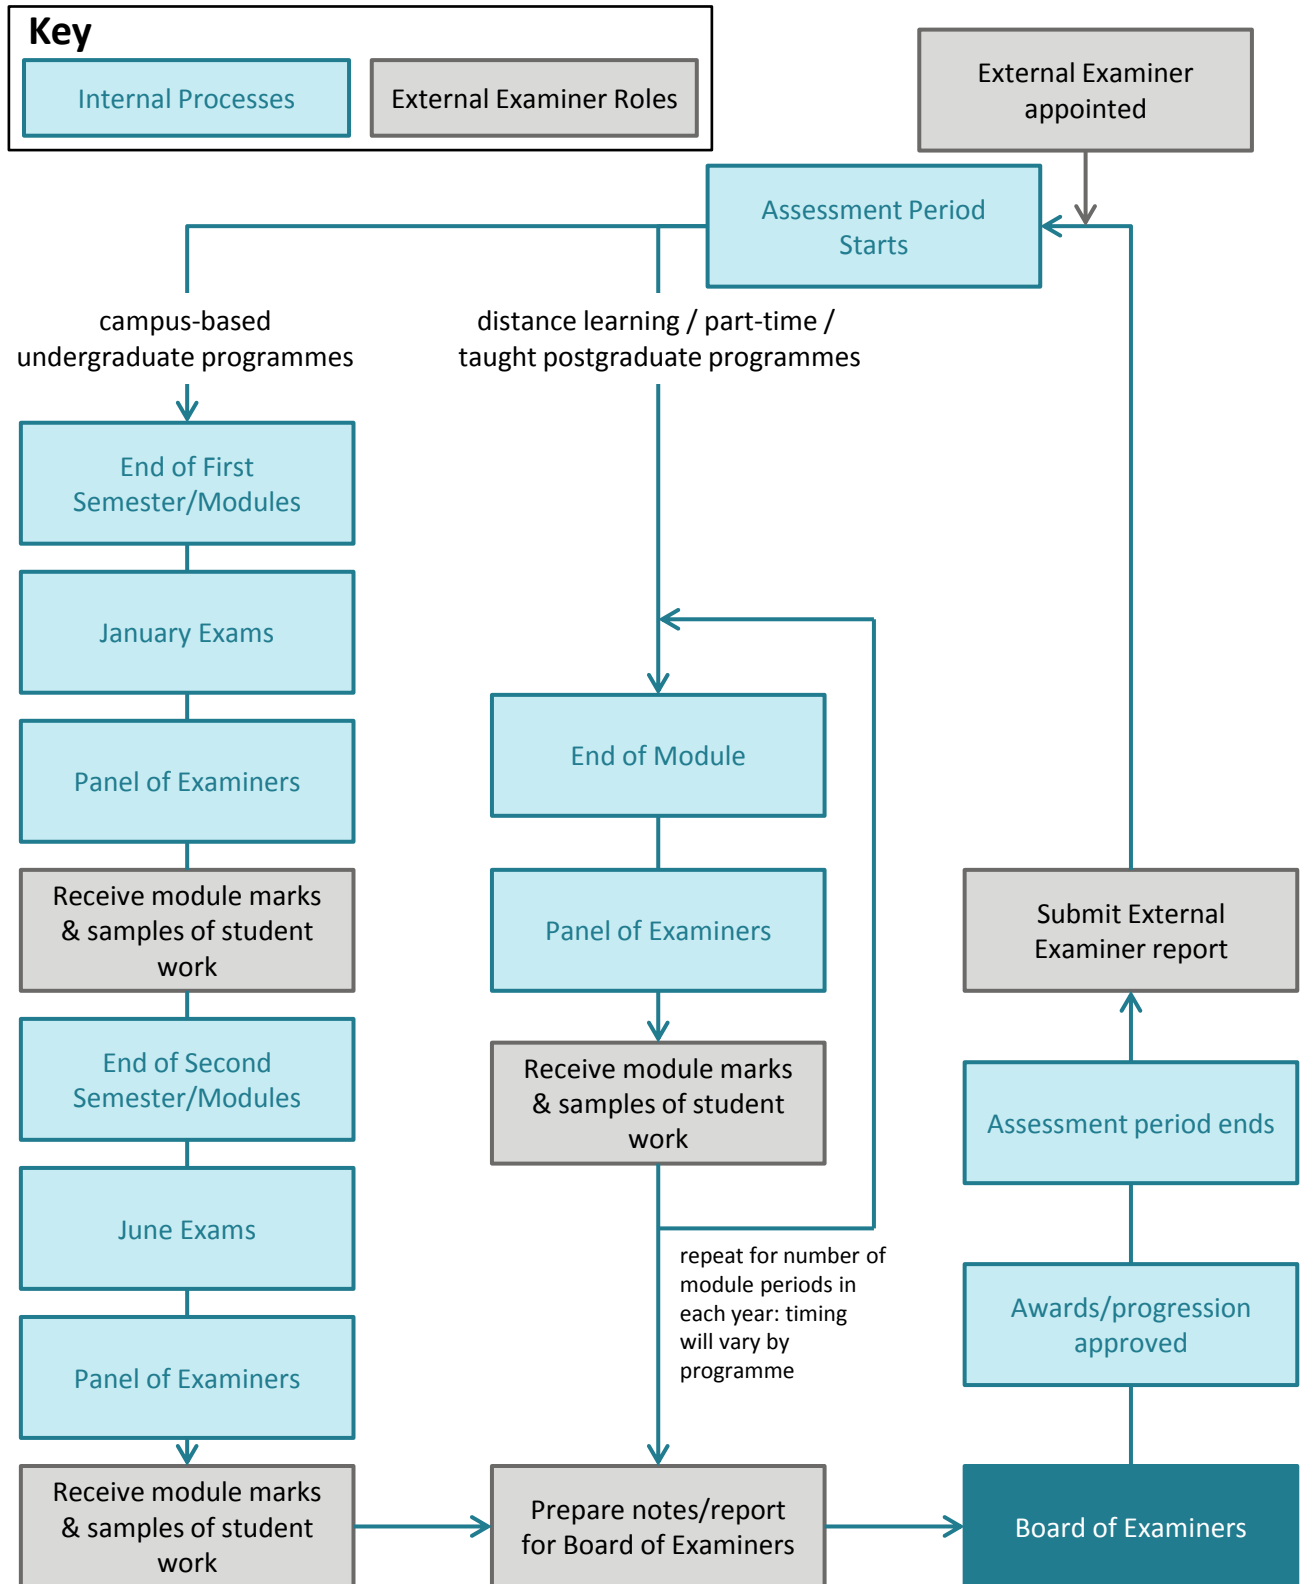 Key
Internal Processes
External Examiner Roles
External Examiner
appointed
Assessment Period
Starts
campus-based
undergraduate programmes
distance learning / part-time /
taught postgraduate programmes
End of First
Semester/Modules
January Exams
Panel of Examiners
Receive module marks
& samples of student
work
End of Second
Semester/Modules
June Exams
Panel of Examiners
Receive module marks
& samples of student
work
End of Module
Panel of Examiners
Receive module marks
& samples of student
work
repeat for number of
module periods in
each year: timing
will vary by
programme
Prepare notes/report
for Board of Examiners
Submit External
Examiner report
Assessment period ends
Awards/progression
approved
Board of Examiners